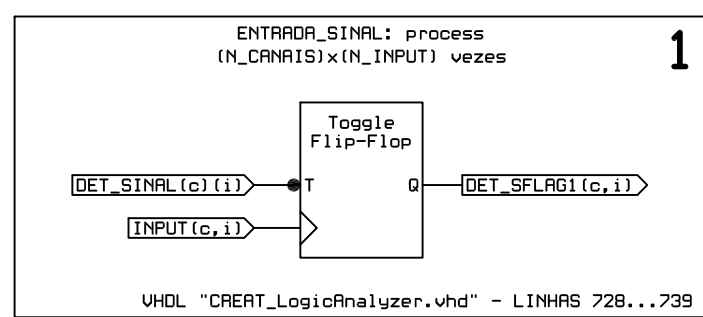 ENTRADA_SINAL: process
(N_CANAIS)x(N_INPUT) vezes
1
Toggle
Flip-Flop
DET_SINAL(c)(i)
T
Q
DET_SFLAG1(c,i)
INPUT(c,i)
VHDL "CREAT_LogicAnalyzer.vhd" - LINHAS 728...739